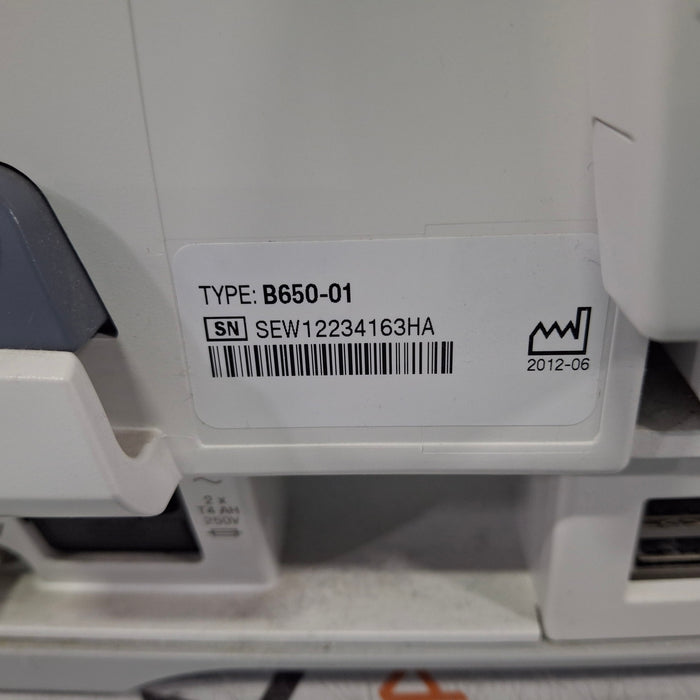 TYPE: B650-01
SN SEW12234163HA
2012-06
2 x
T4 AH
250V